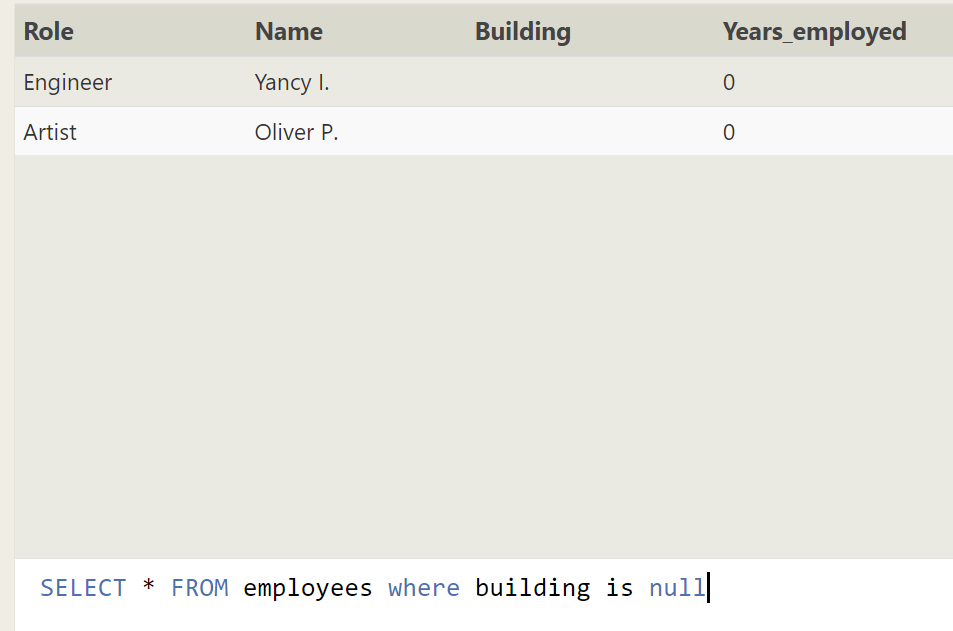 Role Name Building Years_employed
Engineer Yancy I. 0
Artist Oliver P. 0
SELECT * FROM employees where building is null